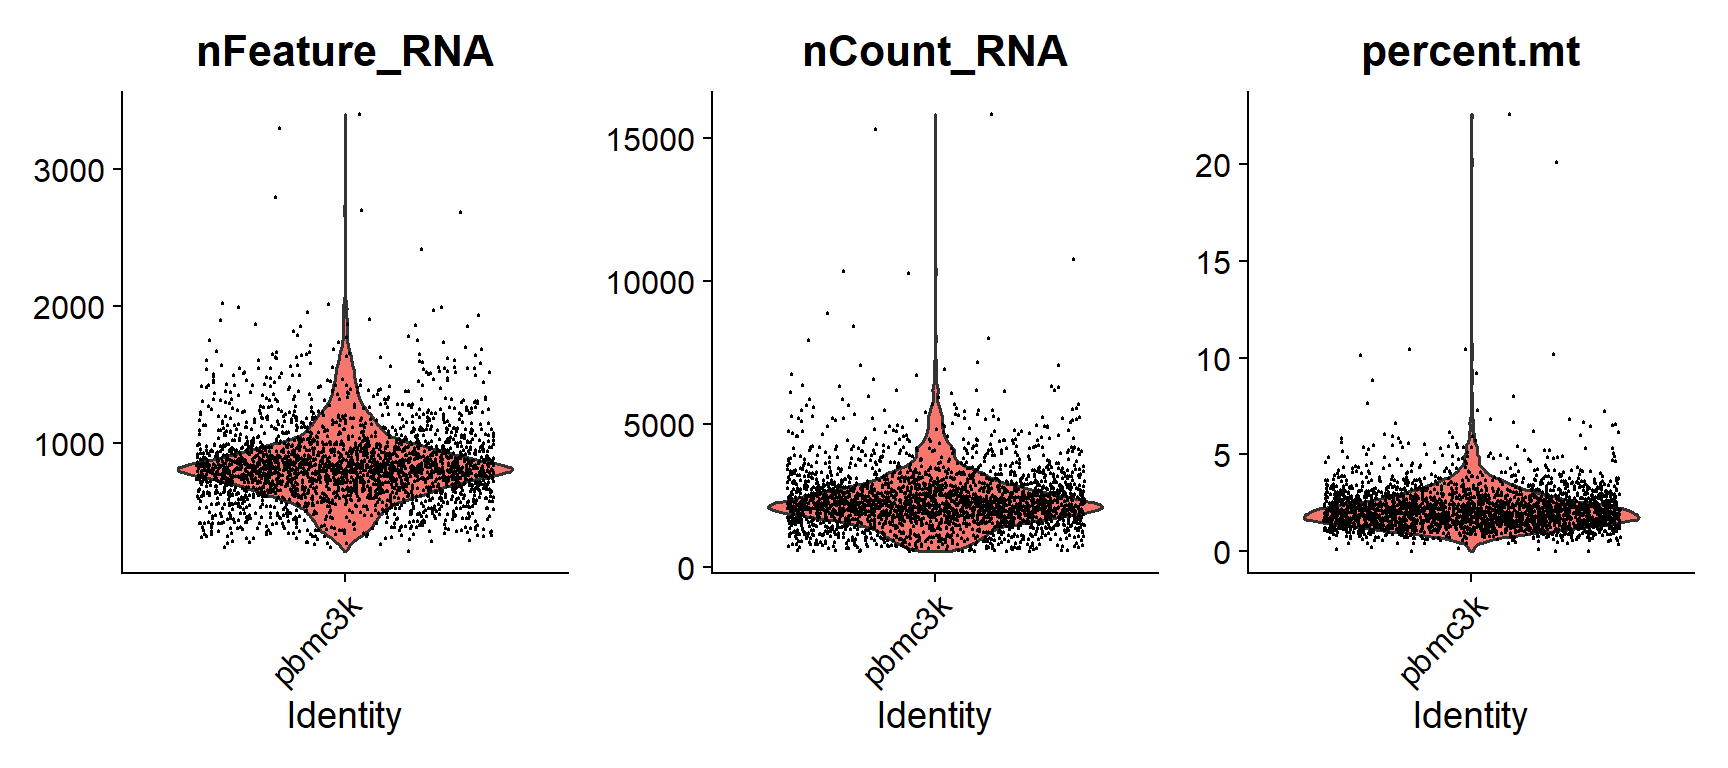 nFeature_RNA
3000
2000
1000
pbmc3k
Identity
nCount_RNA
15000
10000
5000
0
pbmc3k
Identity
percent.mt
20
15
10
5
0
pbmc3k
Identity